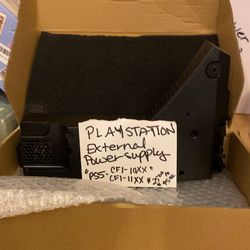 PLAYSTATION
External
Power supply
"PS5- CFI-10XX"
CFI-11XX